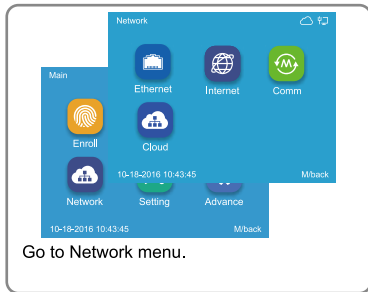 Network
Ethernet
Internet
Comm
Cloud
10-18-2016 10:43:45
M/back
Main
Enroll
Network
Setting
Advance
10-18-2016 10:43:45
M/back
Go to Network menu.